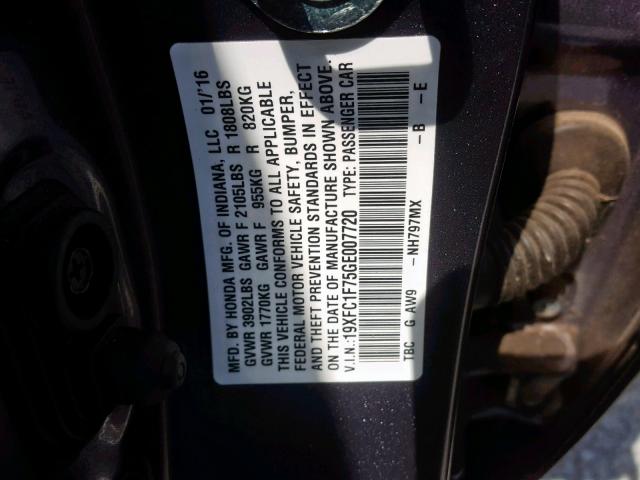 MFD. BY HONDA MFG. OF INDIANA, LLC 01/'16
GVWR 3902LBS GAWR F 2105LBS R 1808LBS
GVWR 1770KG GAWR F 955KG R 820KG
THIS VEHICLE CONFORMS TO ALL APPLICABLE
FEDERAL MOTOR VEHICLE SAFETY, BUMPER,
AND THEFT PREVENTION STANDARDS IN EFFECT
ON THE DATE OF MANUFACTURE SHOWN ABOVE.
V.I.N.:19XFC1F75GE007720 TYPE: PASSENGER CAR
TBC G AW9 -NH797MX -B -E